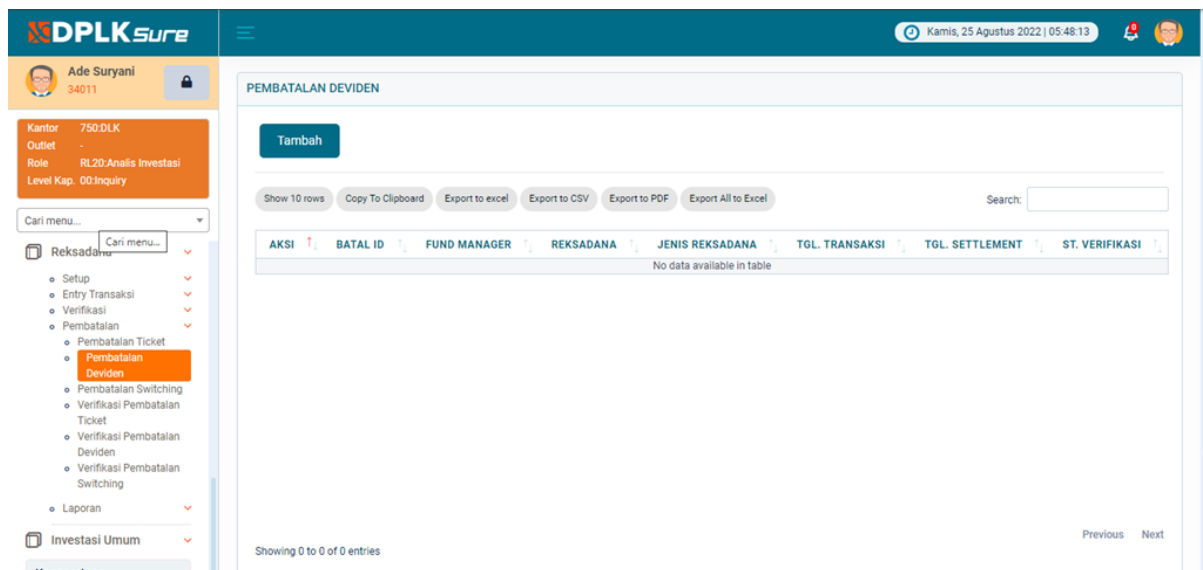 DPLKSure
Kamis, 25 Agustus 2022 | 05:48:13
0
Ade Suryani
34011
Kantor 750:DLK
Outlet -
Role RL20:Analis Investasi
Level Kap. 00:Inquiry
Cari menu...
Cari menu...
Reksadana
Setup
Entry Transaksi
Verifikasi
Pembatalan
Pembatalan Ticket
Pembatalan
Deviden
Pembatalan Switching
Verifikasi Pembatalan
Ticket
Verifikasi Pembatalan
Deviden
Verifikasi Pembatalan
Switching
Laporan
Investasi Umum
PEMBATALAN DEVIDEN
Tambah
Show 10 rows Copy To Clipboard Export to excel Export to CSV Export to PDF Export All to Excel Search:
AKSI BATAL ID FUND MANAGER REKSADANA JENIS REKSADANA TGL. TRANSAKSI TGL. SETTLEMENT ST. VERIFIKASI
No data available in table
Previous Next
Showing 0 to 0 of 0 entries